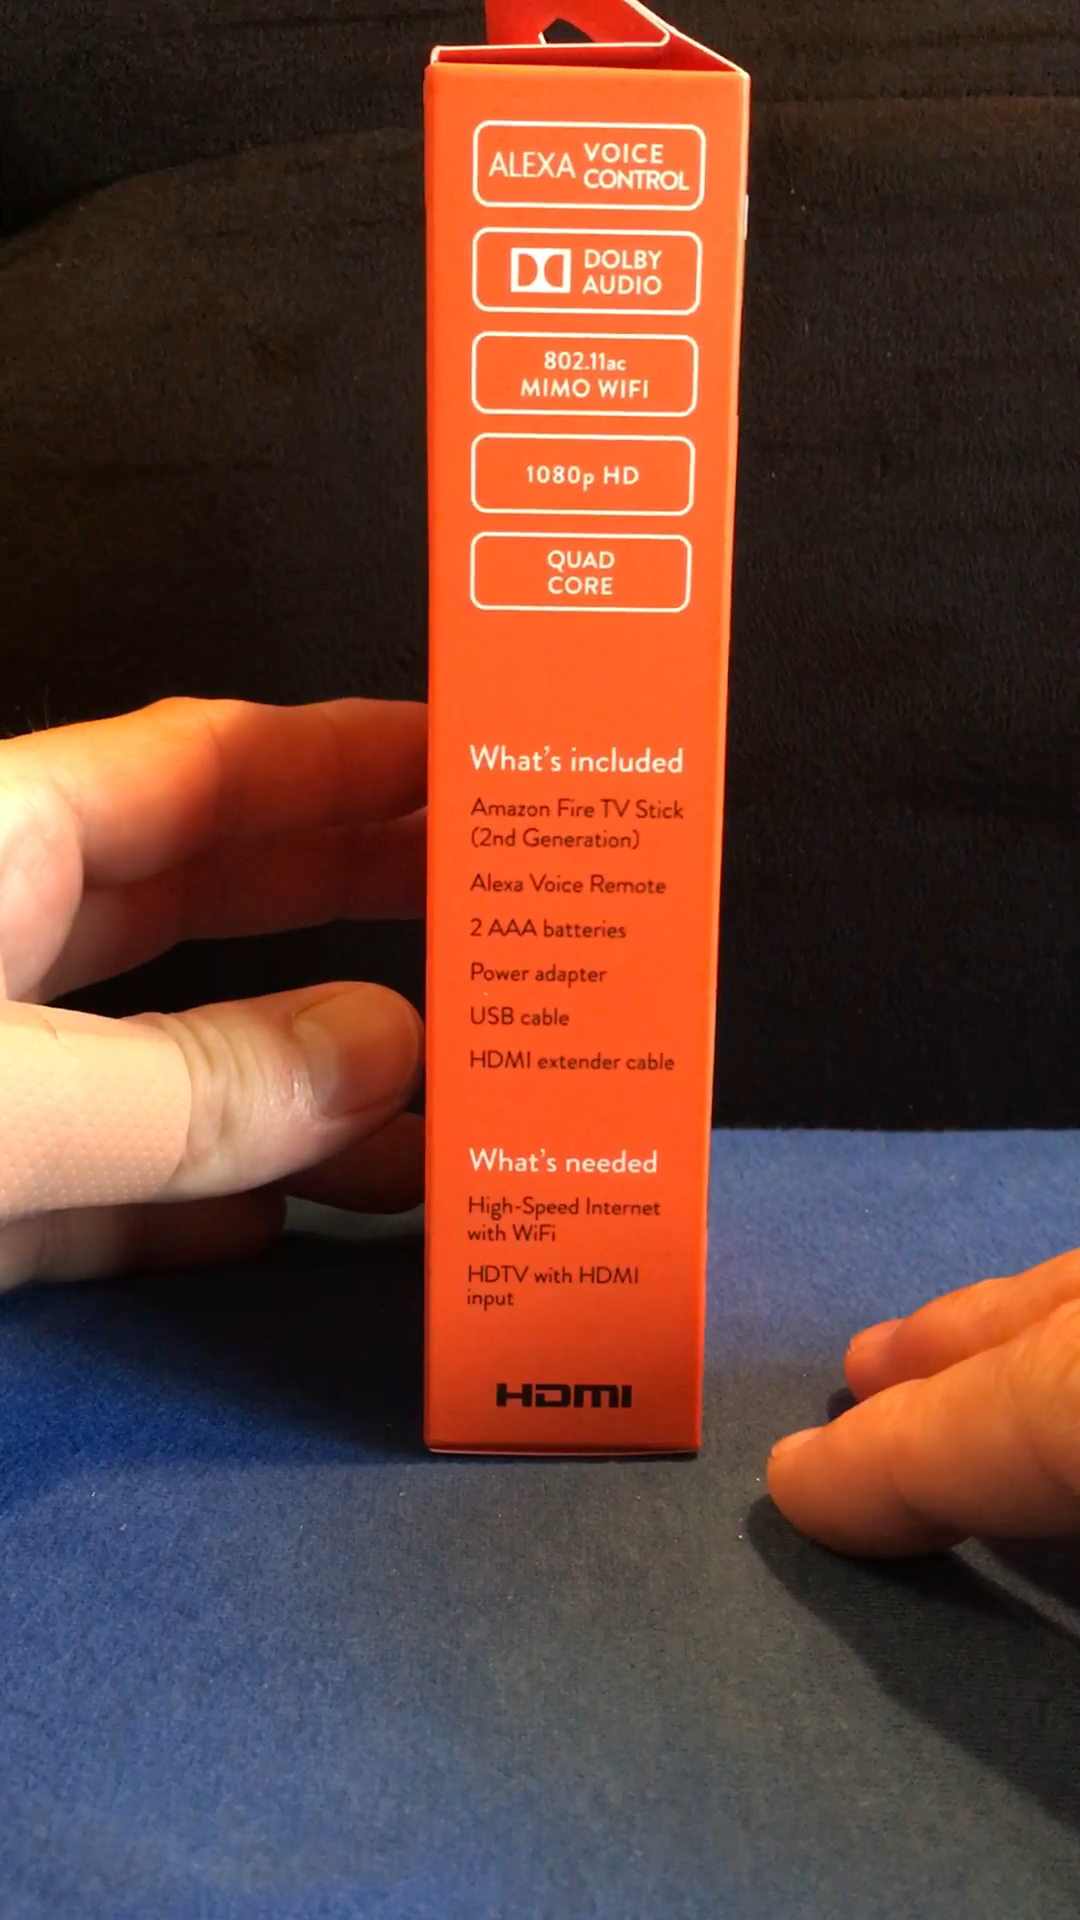 ALEXA VOICE CONTROL
DOLBY
AUDIO
802.11ac
MIMO WIFI
1080p HD
QUAD
CORE
What's included
Amazon Fire TV Stick
(2nd Generation)
Alexa Voice Remote
2 AAA batteries
Power adapter
USB cable
HDMI extender cable
What's needed
High-Speed Internet
with WiFi
HDTV with HDMI
input
HDMI